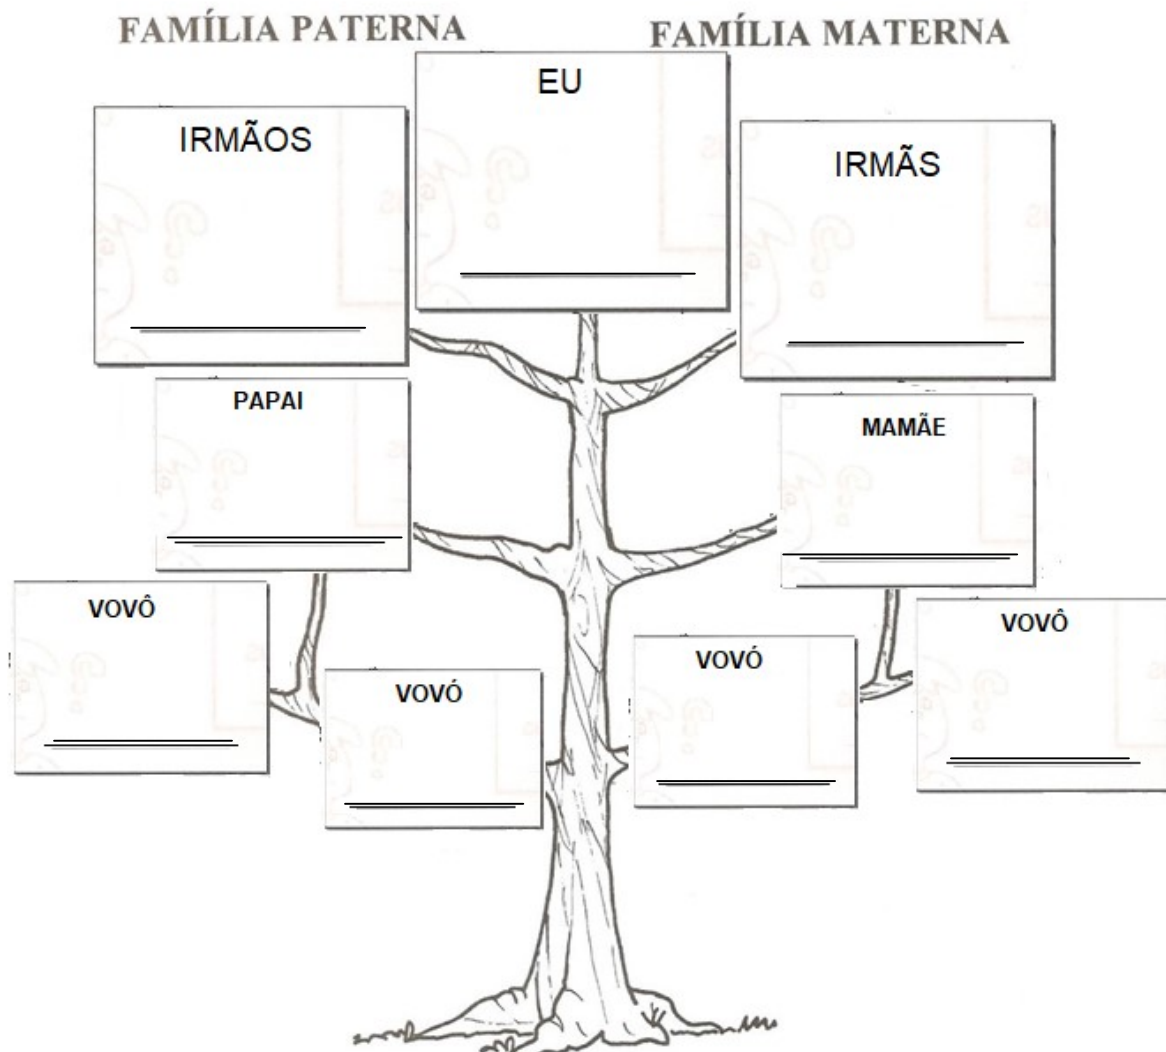 FAMÍLIA PATERNA
FAMÍLIA MATERNA
EU
IRMÃOS
IRMÃS
PAPAI
MAMÃE
VOVÔ
VOVÓ
VOVÓ
VOVÔ